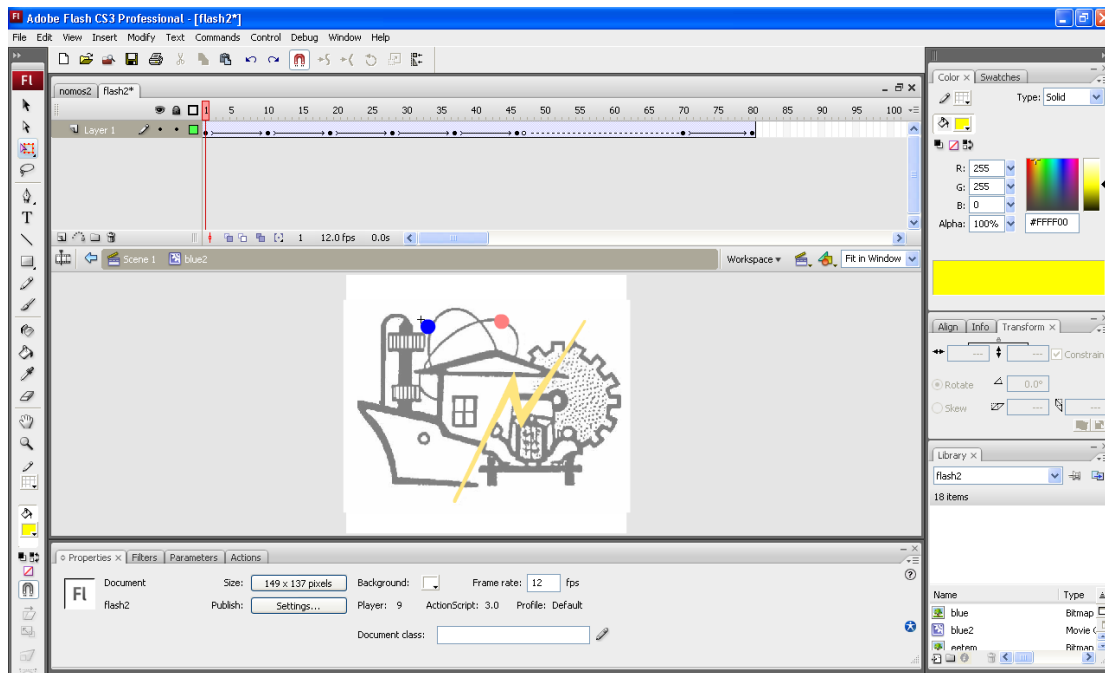 Adobe Flash CS3 Professional - [flash2*]
File Edit View Insert Modify Text Commands Control Debug Window Help
Fl
nomos2 flash2*
1 5 10 15 20 25 30 35 40 45 50 55 60 65 70 75 80 85 90 95 100
Layer 1
1 12.0 fps 0.0s
Scene 1 blue2 Workspace Fit in Window
Properties × Filters Parameters Actions
Fl Document Size: 149 x 137 pixels Background: Frame rate: 12 fps
flash2 Publish: Settings... Player: 9 ActionScript: 3.0 Profile: Default
Document class:
Color × Swatches
Type: Solid
R: 255
G: 255
B: 0
Alpha: 100% #FFFF00
Align Info Transform ×
Constrain
Rotate 0.0°
Skew
Library ×
flash2
18 items
Name Type
blue Bitmap
blue2 Movie C
eetem Bitmap